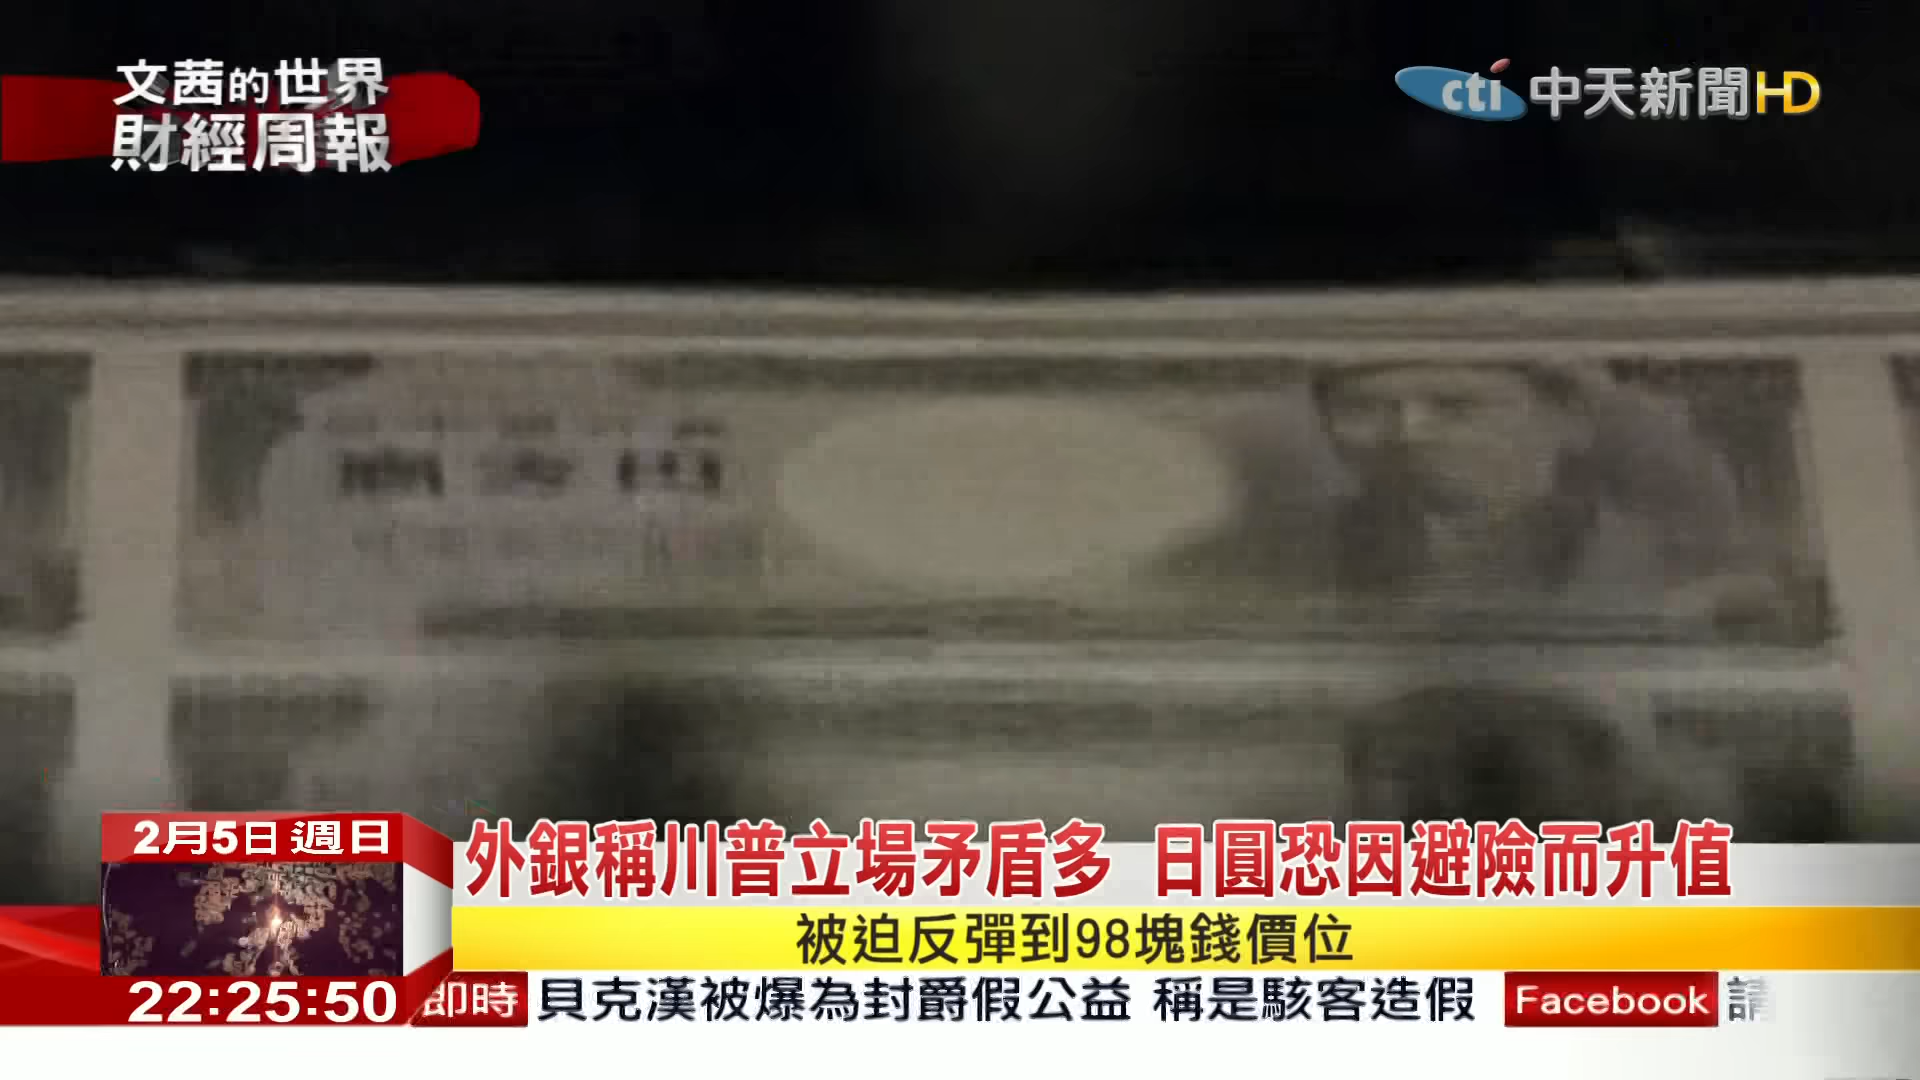 文茜的世界
財經周報
cti 中天新聞HD
2月5日 週日
外銀稱川普立場矛盾多 日圓恐因避險而升值
被迫反彈到98塊錢價位
22:25:50
即時 貝克漢被爆為封爵假公益 稱是駭客造假 Facebook